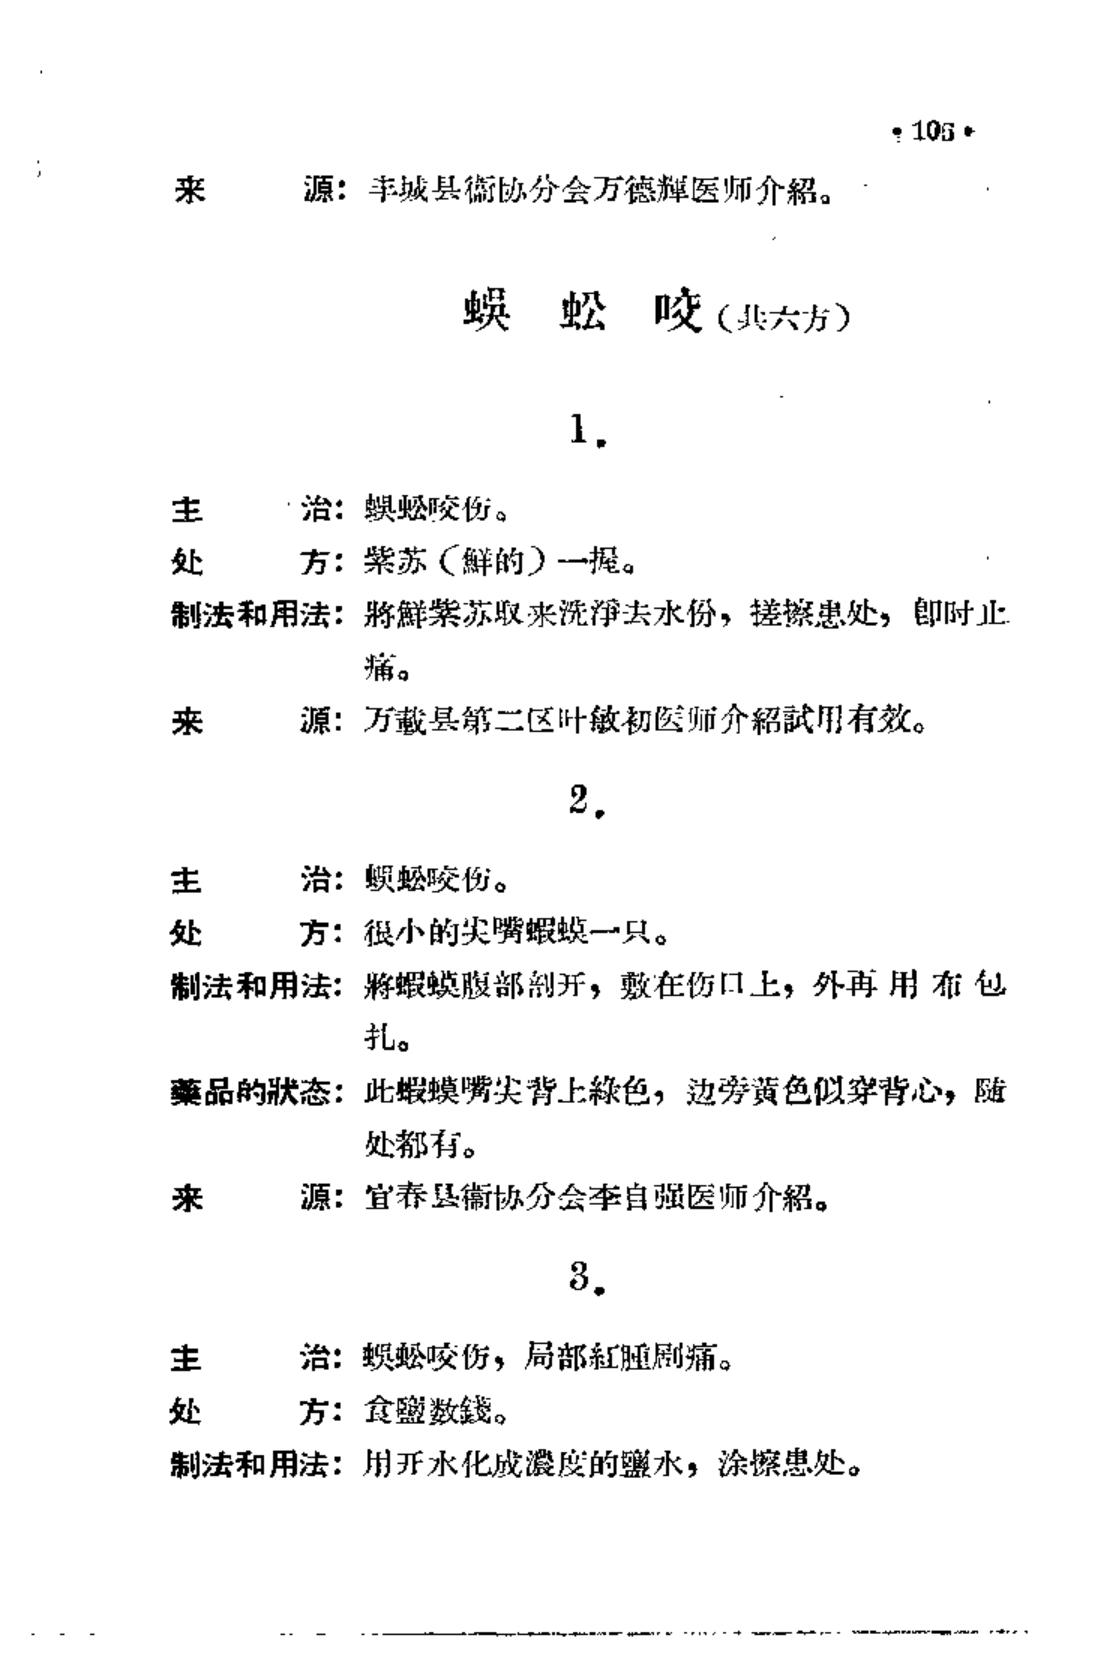 • 105 •
来源：丰城县衞协分会万德輝医师介紹。
蜈蚣咬（共六方）
1.
主治：蜈蚣咬伤。
处方：紫苏（鮮的）一握。
制法和用法：將鮮紫苏取来洗淨去水份，搓擦患处，卽时止
痛。
来源：万載县第二区叶敏初医师介紹試用有效。
2.
主治：蜈蚣咬伤。
处方：很小的尖嘴蝦蟆一只。
制法和用法：將蝦蟆腹部剖开，敷在伤口上，外再用布包
扎。
藥品的狀态：此蝦蟆嘴尖背上綠色，边旁黃色似穿背心，随
处都有。
来源：宜春县衞协分会李自强医师介紹。
3.
主治：蜈蚣咬伤，局部紅腫剧痛。
处方：食鹽数錢。
制法和用法：用开水化成濃度的鹽水，涂擦患处。